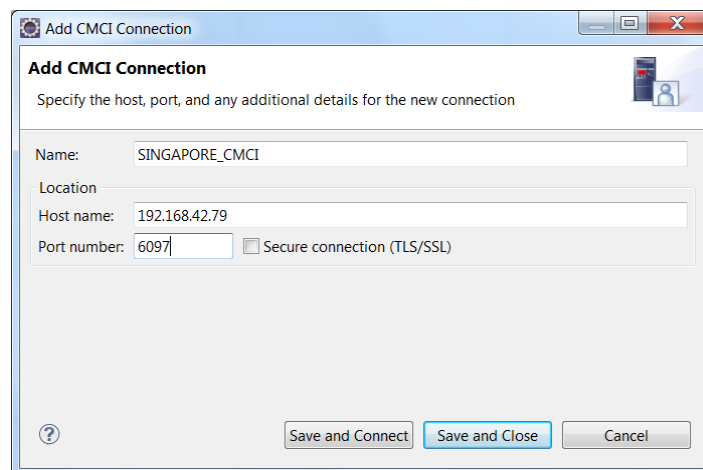 Add CMCI Connection
Add CMCI Connection
Specify the host, port, and any additional details for the new connection
Name: SINGAPORE_CMCI
Location
Host name: 192.168.42.79
Port number: 6097 Secure connection (TLS/SSL)
? Save and Connect Save and Close Cancel